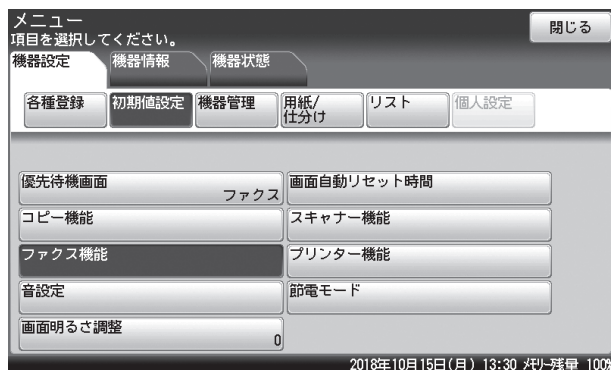 メニュー
項目を選択してください。
閉じる
機器設定
機器情報
機器状態
各種登録
初期値設定
機器管理
用紙/
仕分け
リスト
個人設定
優先待機画面
ファクス
画面自動リセット時間
コピー機能
スキャナー機能
ファクス機能
プリンター機能
音設定
節電モード
画面明るさ調整
0
2018年10月15日(月) 13:30 メモリー残量 100%